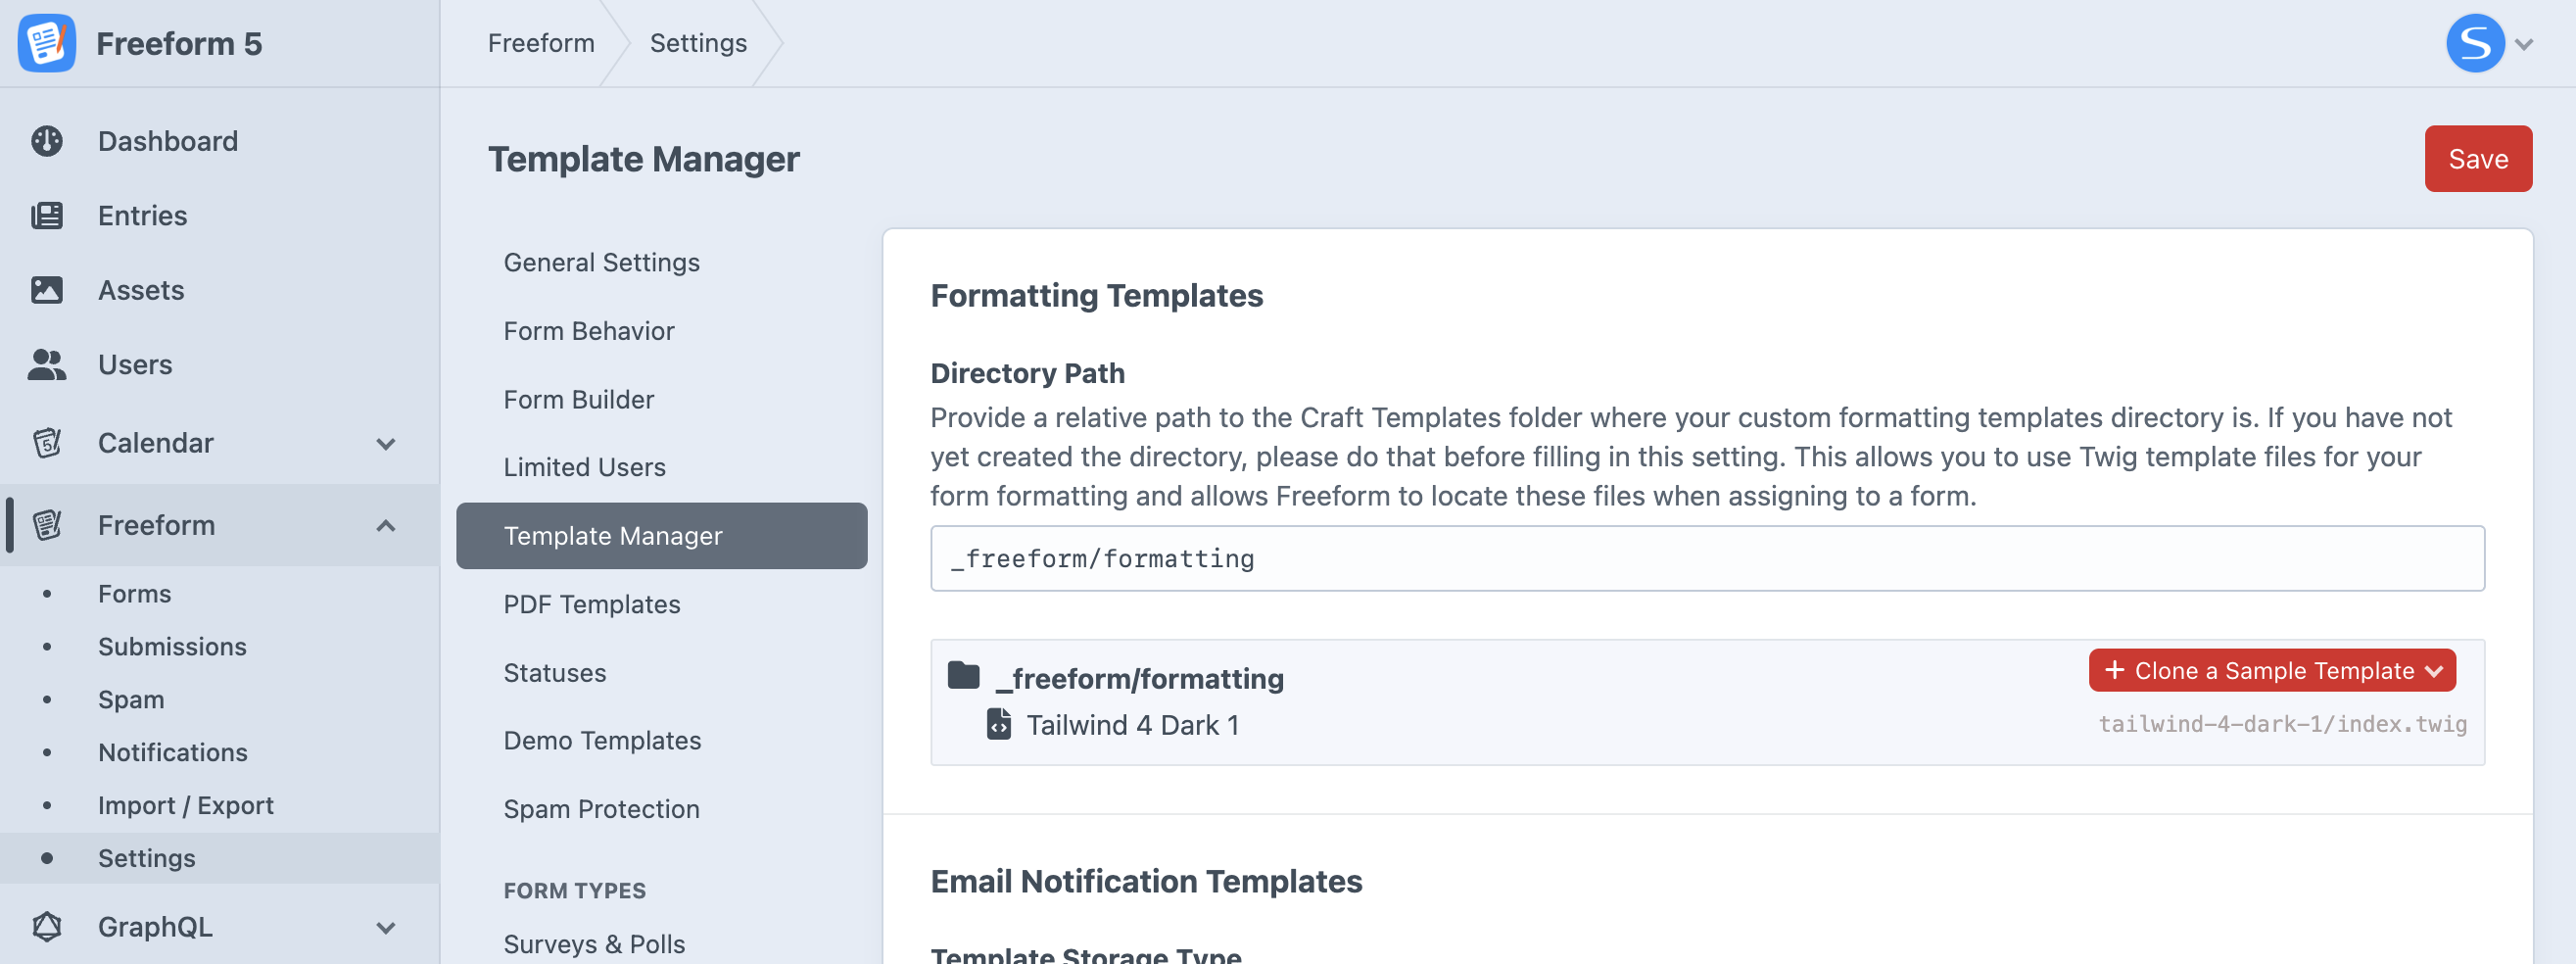 Freeform 5
Freeform
Settings
S
Dashboard
Entries
Assets
Users
Calendar
Freeform
Forms
Submissions
Spam
Notifications
Import / Export
Settings
GraphQL
Template Manager
Save
General Settings
Form Behavior
Form Builder
Limited Users
Template Manager
PDF Templates
Statuses
Demo Templates
Spam Protection
FORM TYPES
Surveys & Polls
Formatting Templates
Directory Path
Provide a relative path to the Craft Templates folder where your custom formatting templates directory is. If you have not
yet created the directory, please do that before filling in this setting. This allows you to use Twig template files for your
form formatting and allows Freeform to locate these files when assigning to a form.
_freeform/formatting
_freeform/formatting
+ Clone a Sample Template
Tailwind 4 Dark 1
tailwind-4-dark-1/index.twig
Email Notification Templates
Template Storage Type